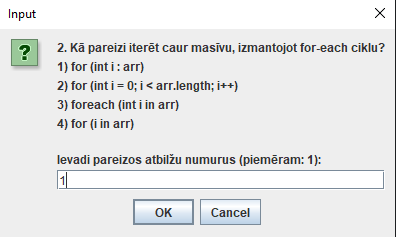 Input
2. Kā pareizi iterēt caur masīvu, izmantojot for-each ciklu?
1) for (int i : arr)
2) for (int i = 0; i < arr.length; i++)
3) foreach (int i in arr)
4) for (i in arr)
Ievadi pareizos atbilžu numurus (piemēram: 1):
1
OK Cancel